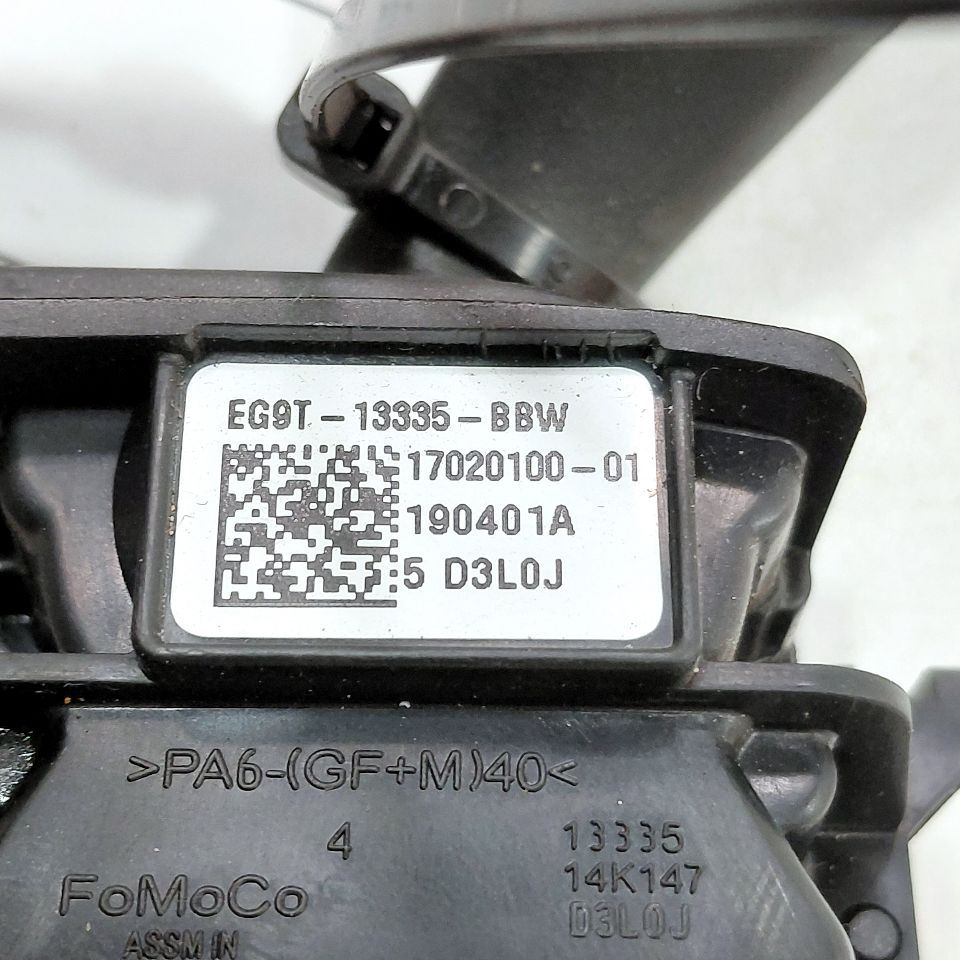 EG9T-13335-BBW
17020100-01
190401A
5 D3L0J
>PA6-(GF+M)40<
4
13335
14K147
D3L0J
FoMoCo
ASSM IN